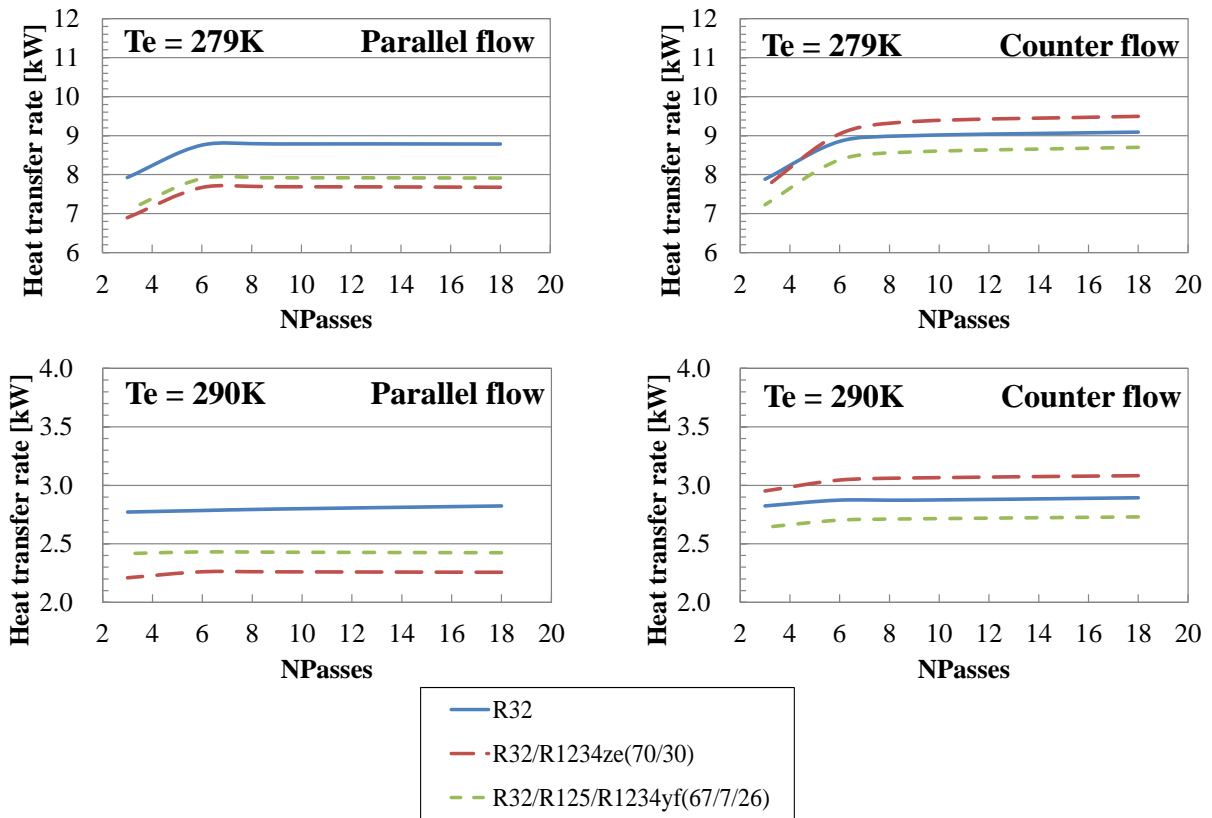 Te = 279K Parallel flow
Heat transfer rate [kW]
12
11
10
9
8
7
6
2 4 6 8 10 12 14 16 18 20
NPasses
Te = 279K Counter flow
Heat transfer rate [kW]
12
11
10
9
8
7
6
2 4 6 8 10 12 14 16 18 20
NPasses
Te = 290K Parallel flow
Heat transfer rate [kW]
4.0
3.5
3.0
2.5
2.0
2 4 6 8 10 12 14 16 18 20
NPasses
Te = 290K Counter flow
Heat transfer rate [kW]
4.0
3.5
3.0
2.5
2.0
2 4 6 8 10 12 14 16 18 20
NPasses
R32
R32/R1234ze(70/30)
R32/R125/R1234yf(67/7/26)